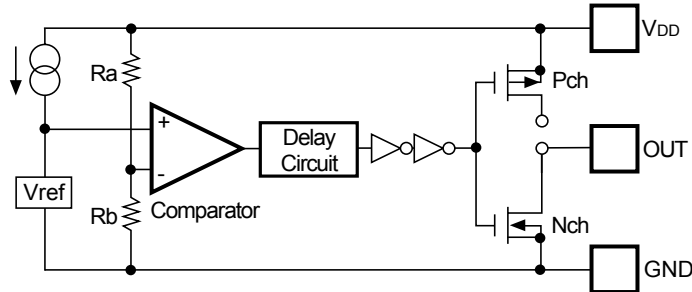 VDD
Ra
Pch
+
Delay
Circuit
OUT
-
Vref
Rb
Comparator
Nch
GND